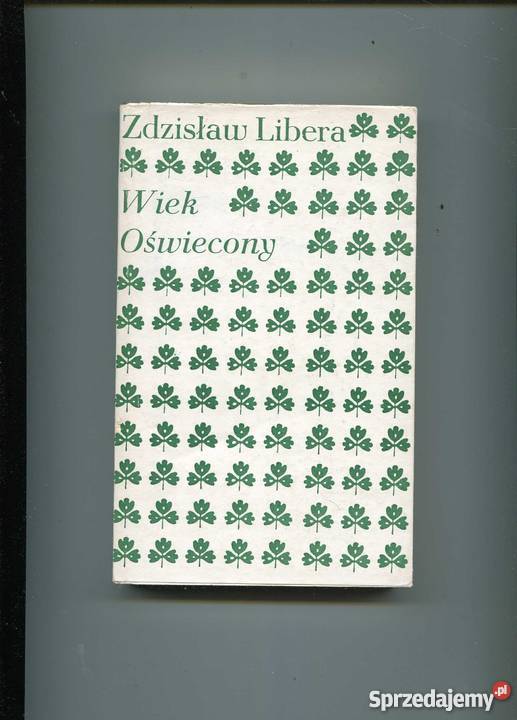 Zdzisław Libera
Wiek
Oświecony
Sprzedajemy.pl